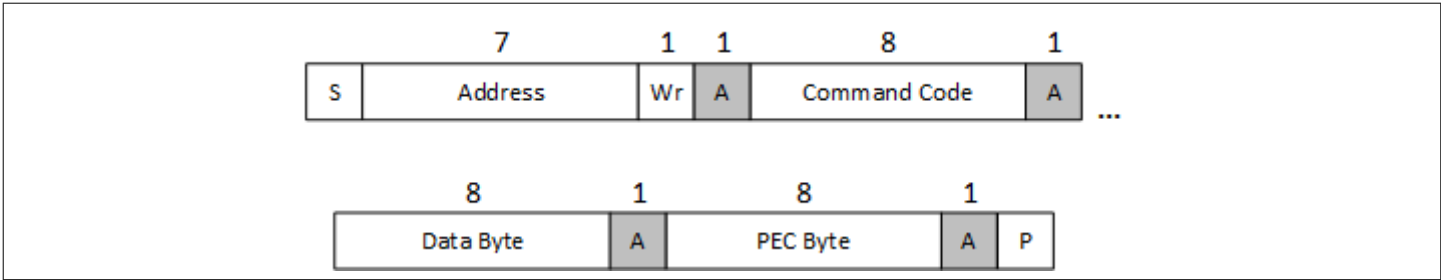 7 1 1 8 1
S Address Wr A Command Code A ...
8 1 8 1
Data Byte A PEC Byte A P